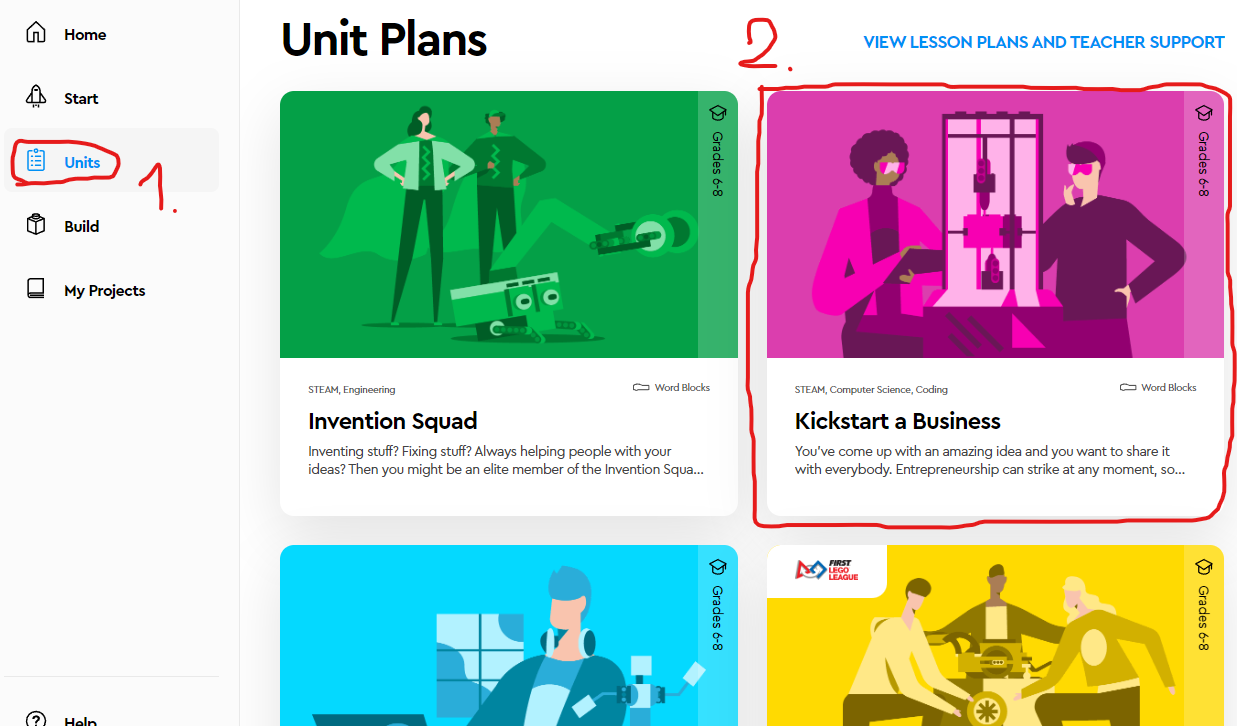 Home
Start
Units
1.
Build
My Projects
Help
Unit Plans
2.
VIEW LESSON PLANS AND TEACHER SUPPORT
Grades 6-8
STEAM, Engineering
Word Blocks
Invention Squad
Inventing stuff? Fixing stuff? Always helping people with your
ideas? Then you might be an elite member of the Invention Squa...
Grades 6-8
STEAM, Computer Science, Coding
Word Blocks
Kickstart a Business
You've come up with an amazing idea and you want to share it
with everybody. Entrepreneurship can strike at any moment, so...
Grades 6-8
FIRST
LEGO
LEAGUE
Grades 6-8